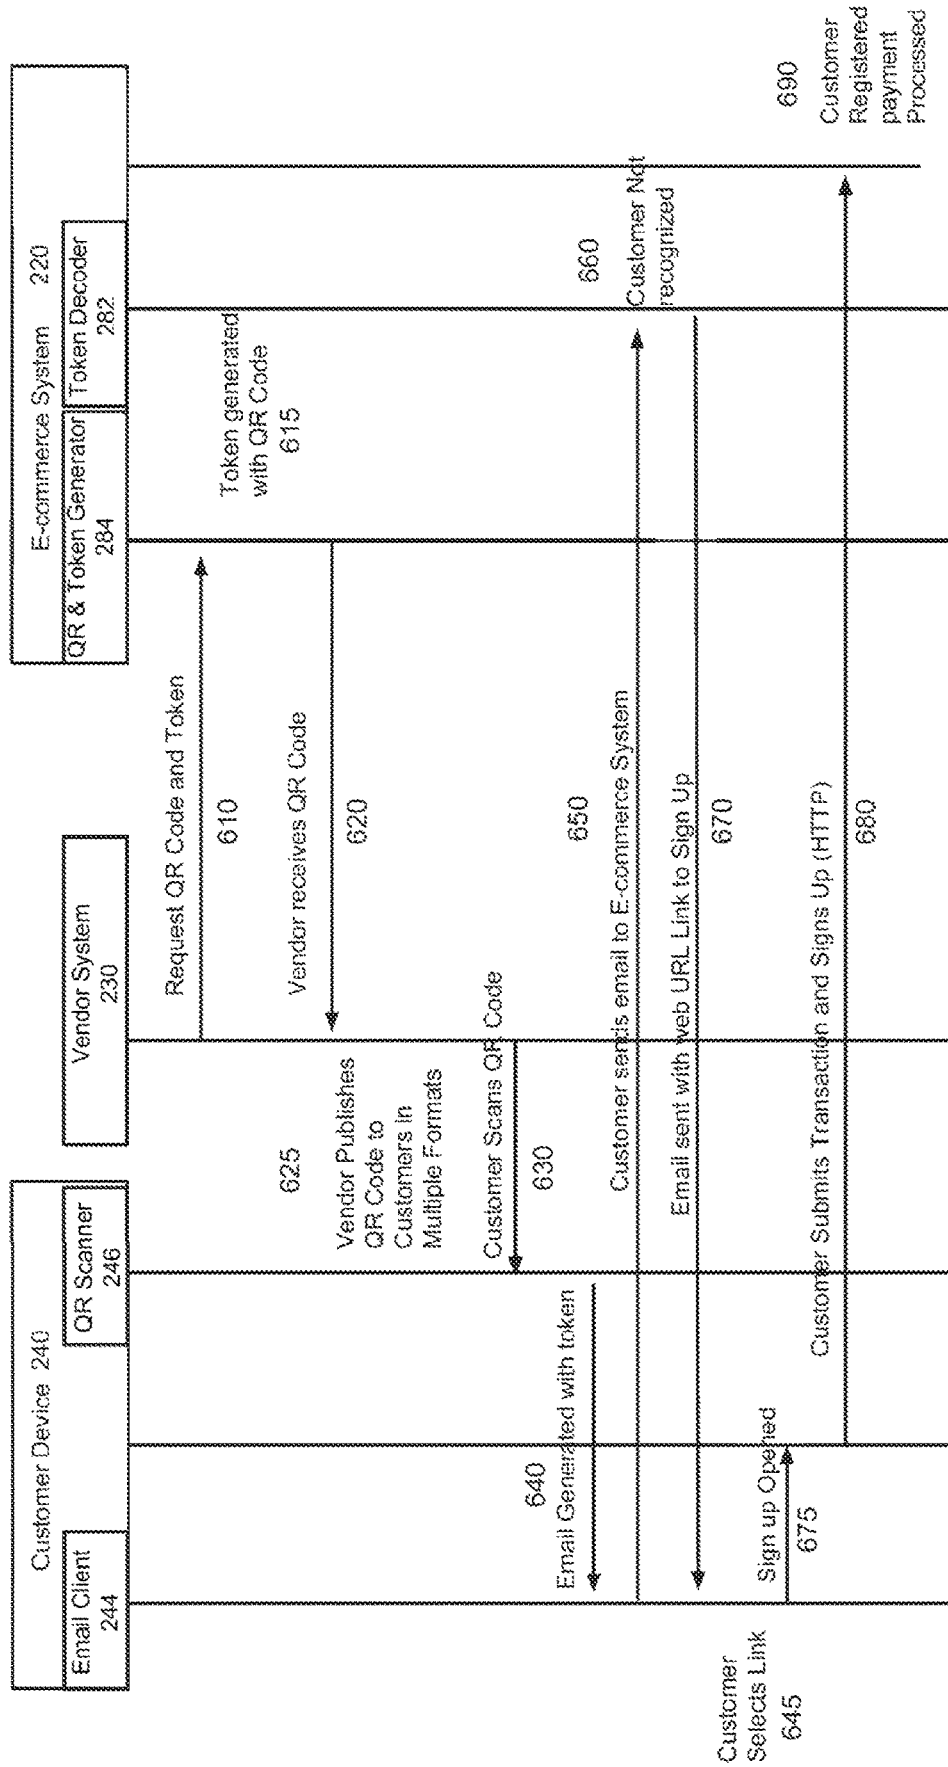 Customer Device 240
Email Client
244
QR Scanner
246
Vendor System
230
E-commerce System 220
QR & Token Generator
284
Token Decoder
282
Request QR Code and Token
610
Token generated
with QR Code
615
Vendor receives QR Code
620
625
Vendor Publishes
QR Code to
Customers in
Multiple Formats
Customer Scans QR Code
630
640
Email Generated with token
650
Customer sends email to E-commerce System
660
Customer Not
recognized
Email sent with web URL Link to Sign Up
670
Customer
Selects Link
645
Sign up Opened
675
Customer Submits Transaction and Signs Up (HTTP)
680
690
Customer
Registered
payment
Processed